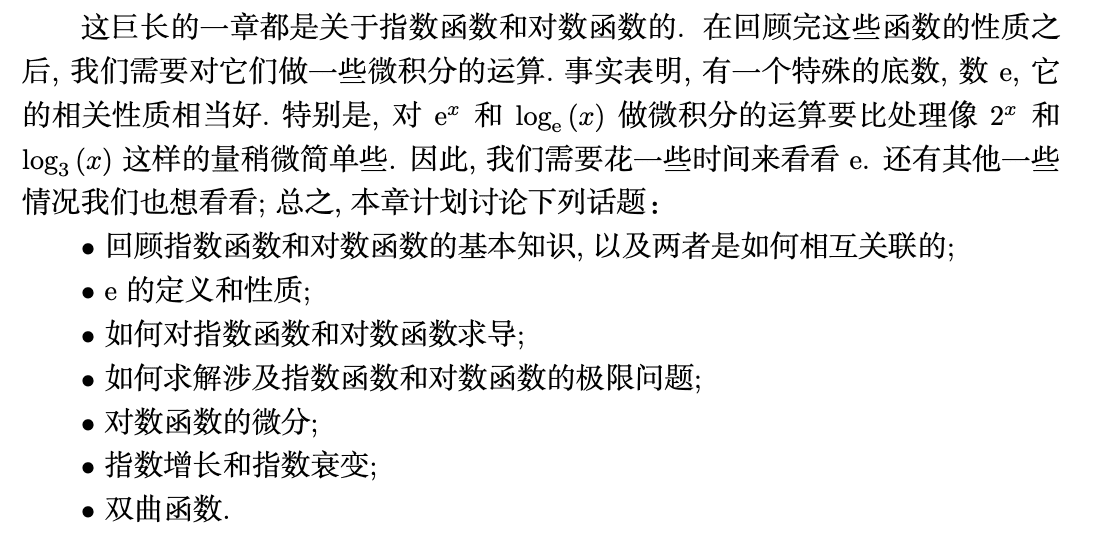 这巨长的一章都是关于指数函数和对数函数的. 在回顾完这些函数的性质之
后, 我们需要对它们做一些微积分的运算. 事实表明, 有一个特殊的底数, 数 e, 它
的相关性质相当好. 特别是, 对 eˣ 和 logₑ (x) 做微积分的运算要比处理像 2ˣ 和
log₃ (x) 这样的量稍微简单些. 因此, 我们需要花一些时间来看看 e. 还有其他一些
情况我们也想看看; 总之, 本章计划讨论下列话题：
• 回顾指数函数和对数函数的基本知识, 以及两者是如何相互关联的;
• e 的定义和性质;
• 如何对指数函数和对数函数求导;
• 如何求解涉及指数函数和对数函数的极限问题;
• 对数函数的微分;
• 指数增长和指数衰变;
• 双曲函数.